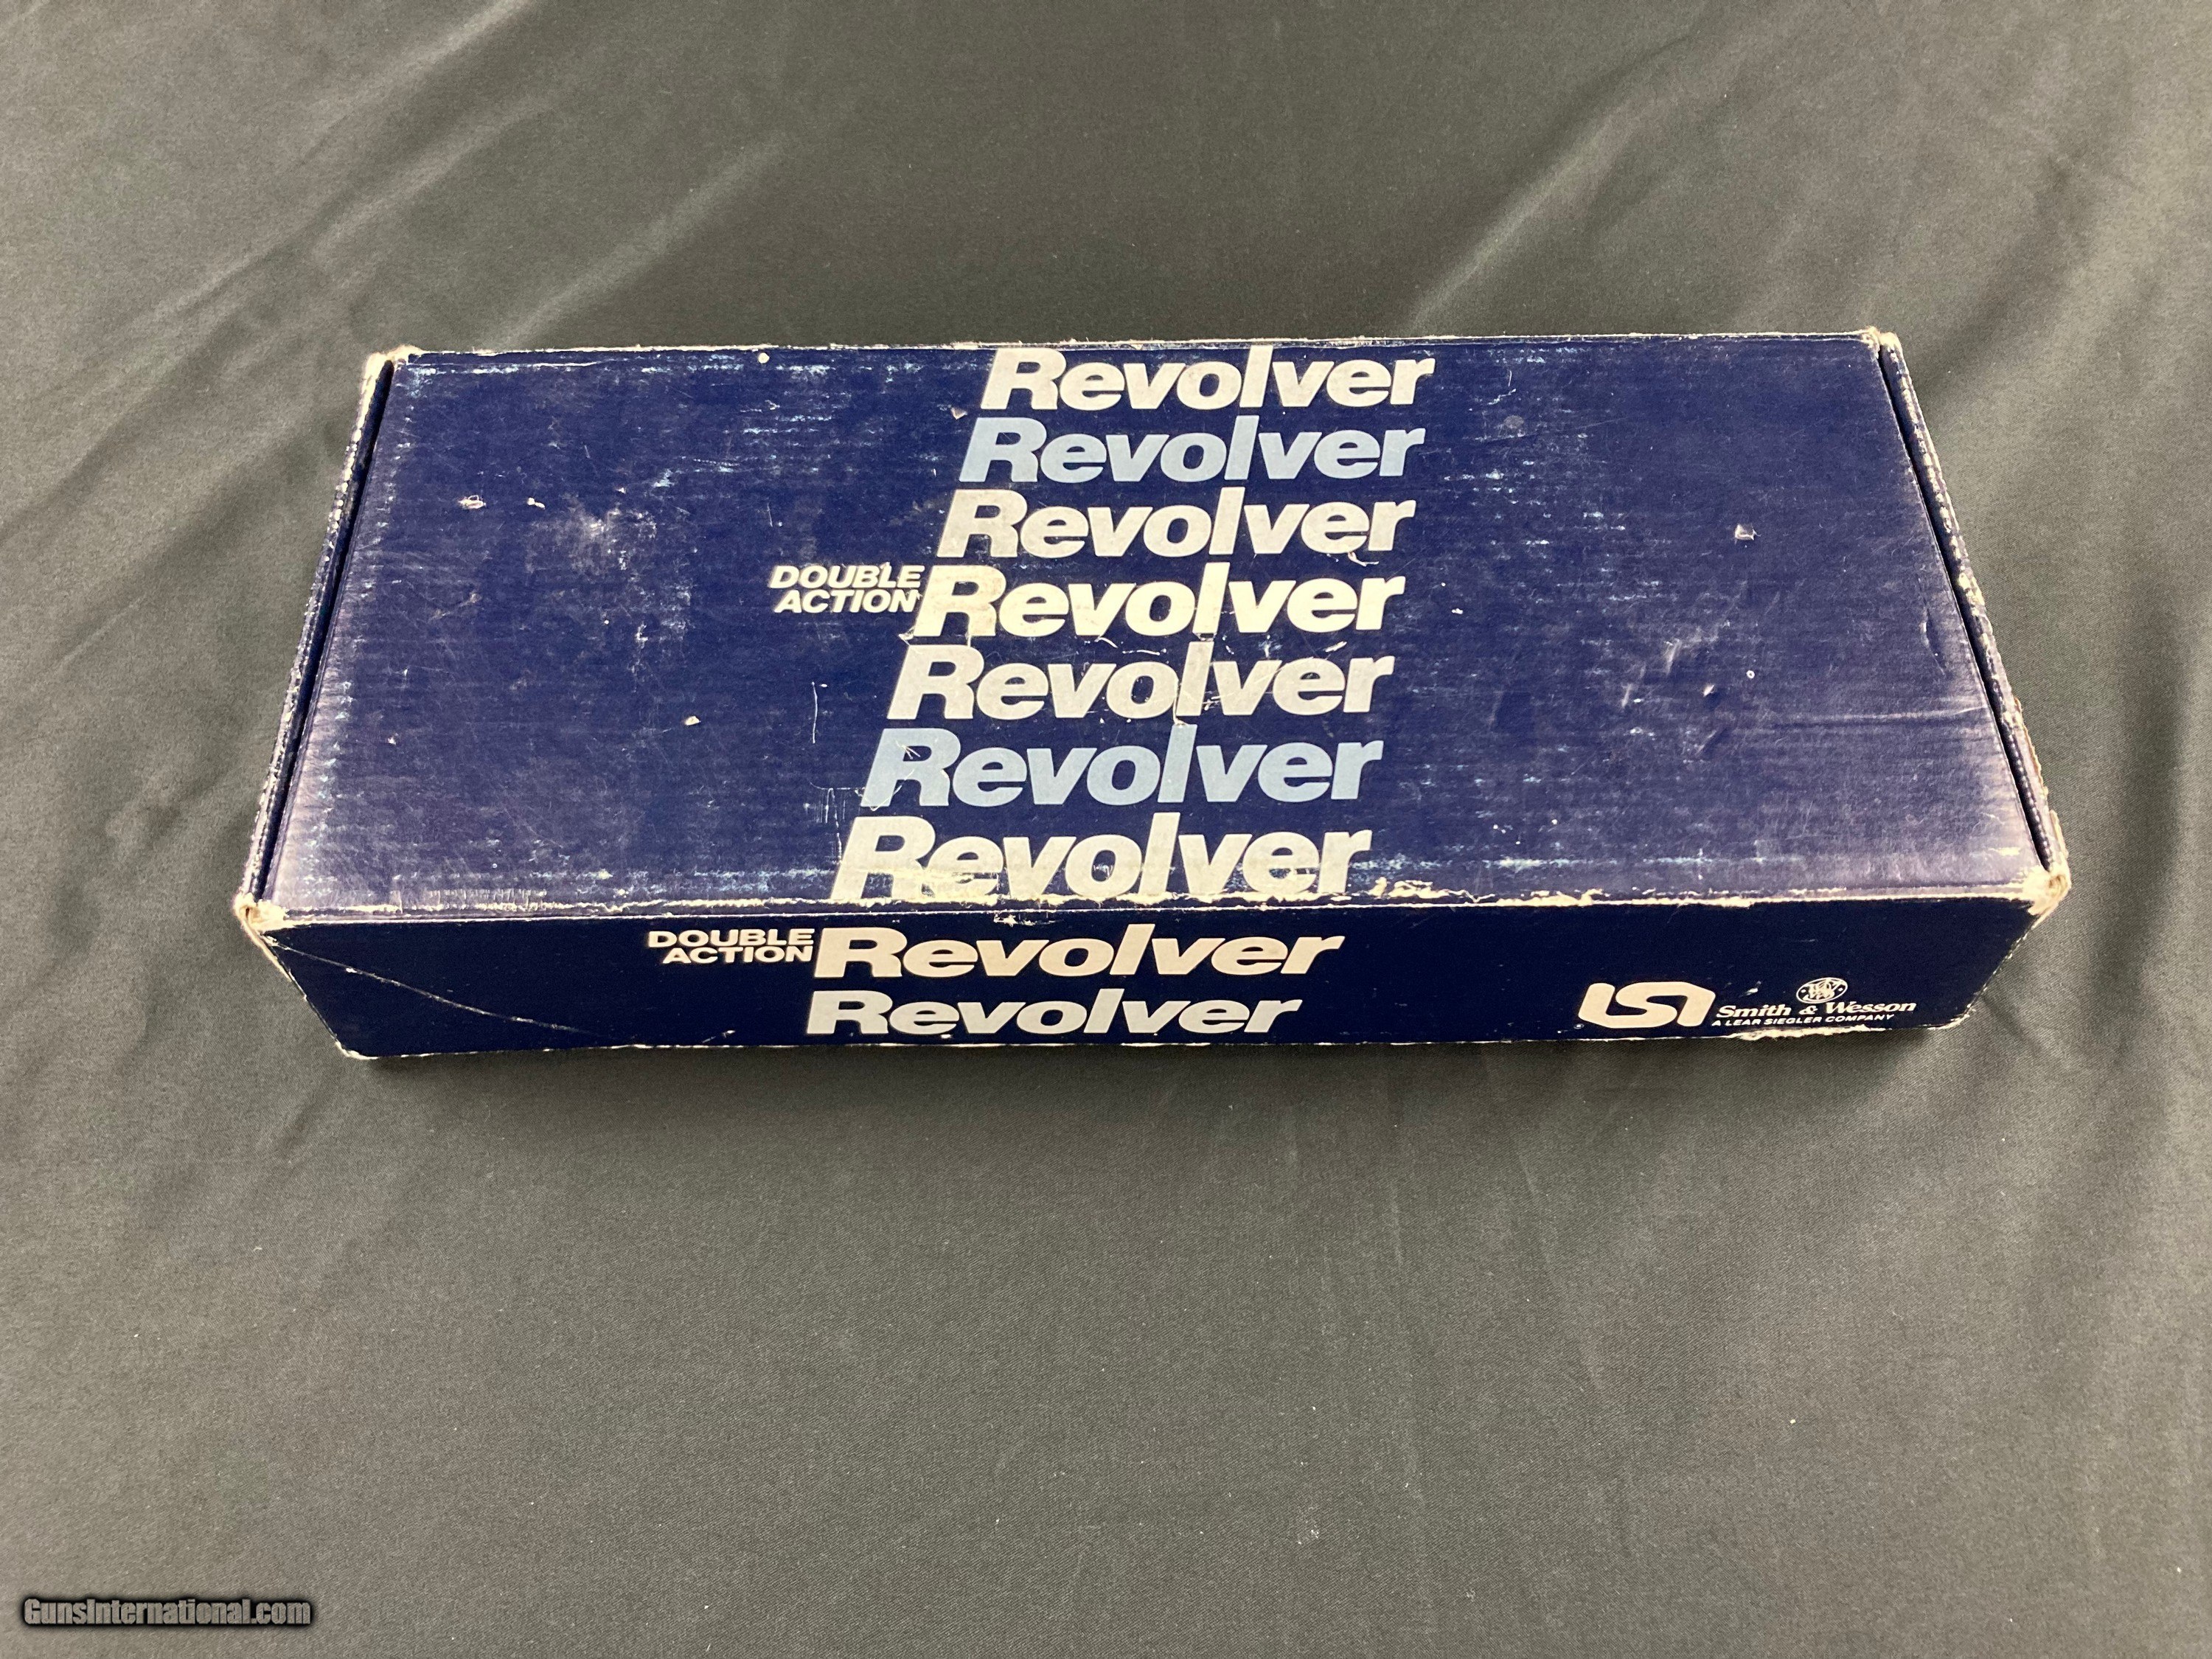 Revolver
Revolver
Revolver
DOUBLE ACTION Revolver
Revolver
Revolver
Revolver
DOUBLE ACTION Revolver
Revolver
LS
S&W
Smith & Wesson
A LEAR SIEGLER COMPANY
GunsInternational.com